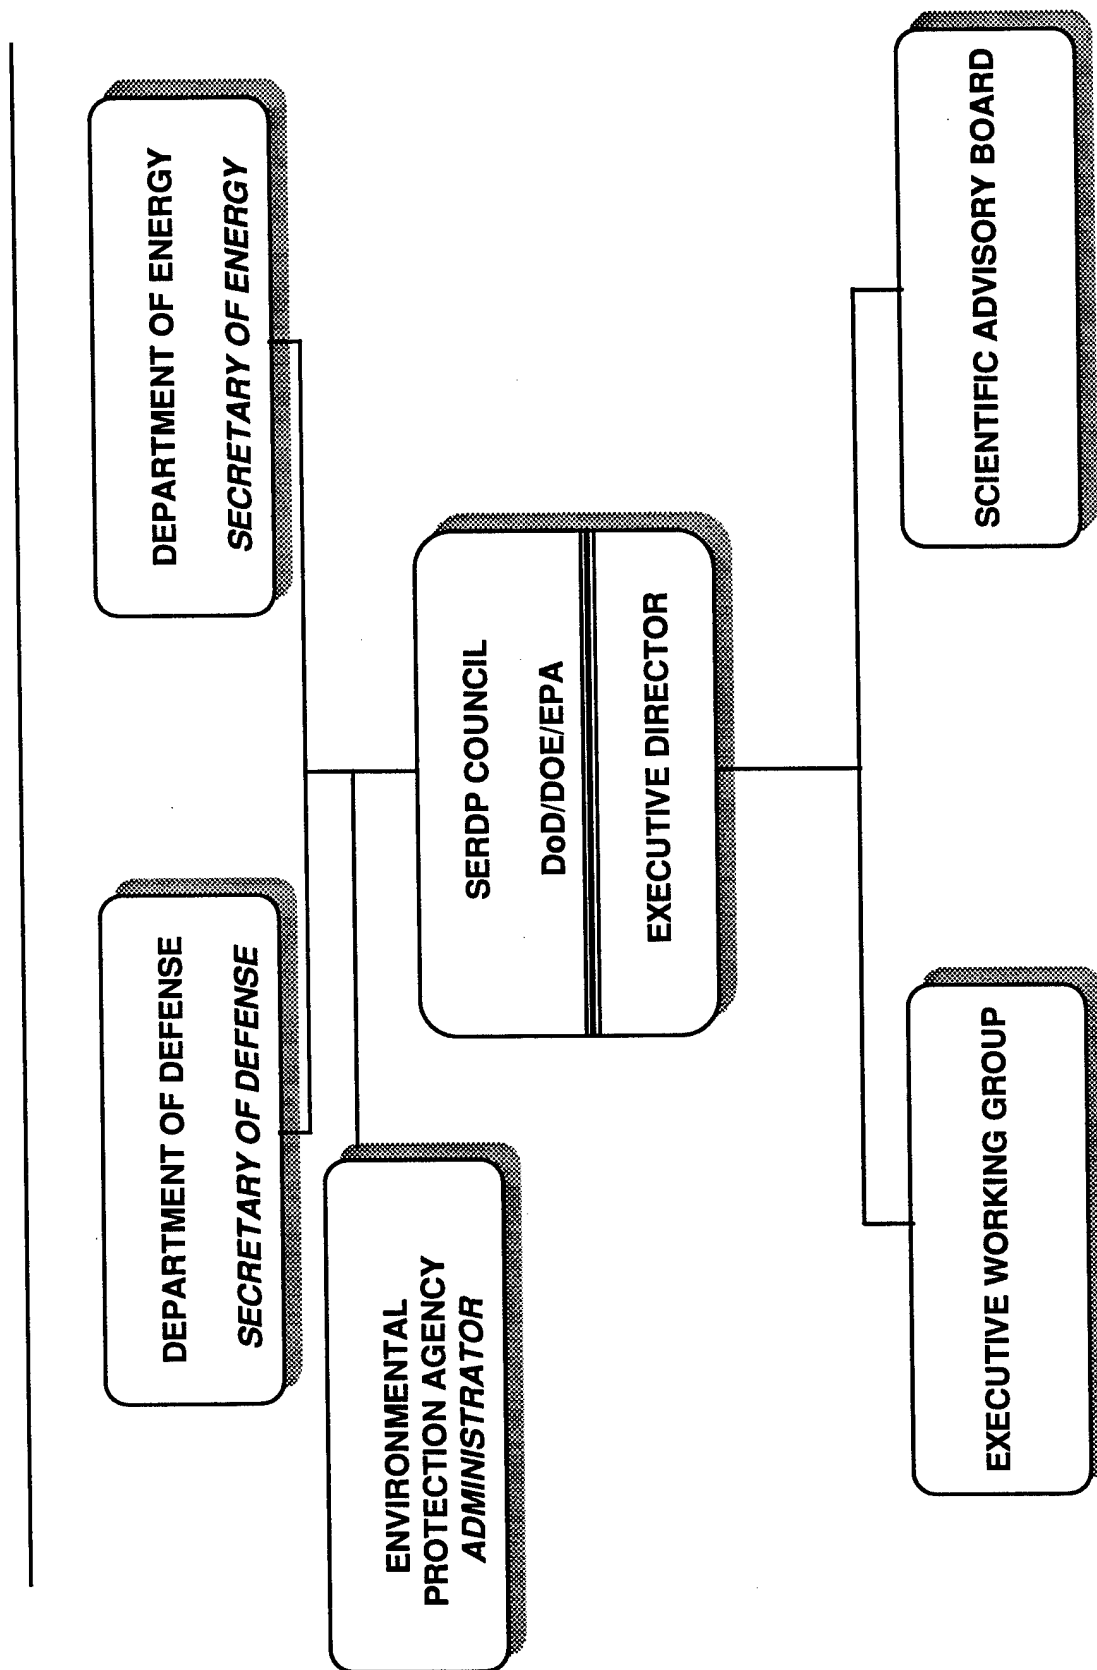 DEPARTMENT OF DEFENSE
SECRETARY OF DEFENSE
DEPARTMENT OF ENERGY
SECRETARY OF ENERGY
ENVIRONMENTAL
PROTECTION AGENCY
ADMINISTRATOR
SERDP COUNCIL
DoD/DOE/EPA
EXECUTIVE DIRECTOR
EXECUTIVE WORKING GROUP
SCIENTIFIC ADVISORY BOARD